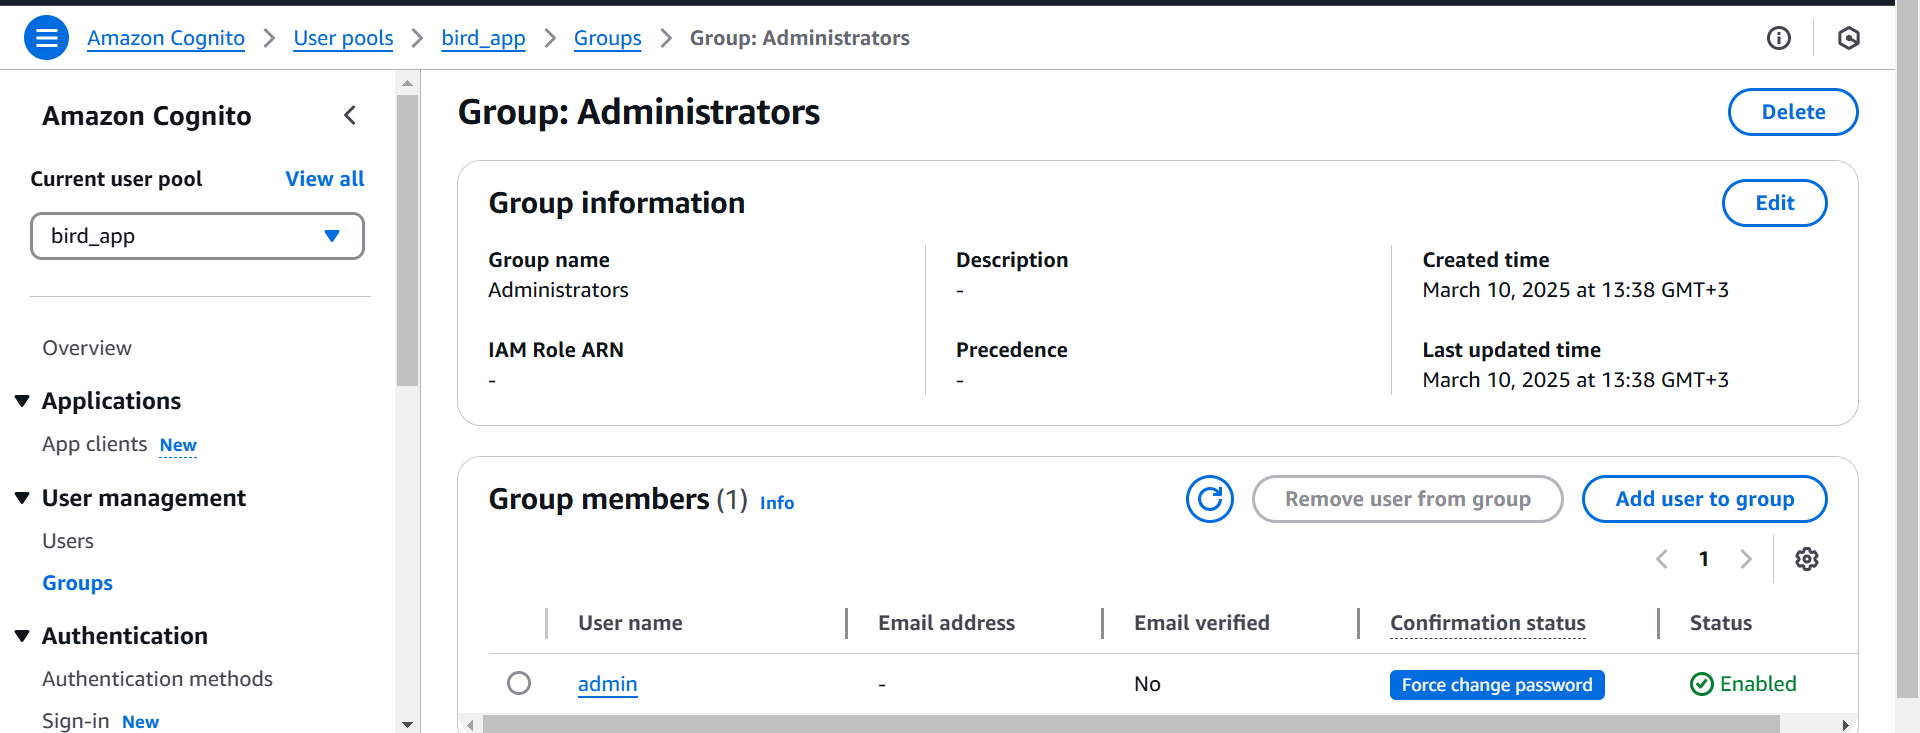 Amazon Cognito > User pools > bird_app > Groups > Group: Administrators
Amazon Cognito
Current user pool View all
bird_app
Overview
Applications
App clients New
User management
Users
Groups
Authentication
Authentication methods
Sign-in New
Group: Administrators
Delete
Group information
Edit
Group name
Administrators
IAM Role ARN
-
Description
-
Precedence
-
Created time
March 10, 2025 at 13:38 GMT+3
Last updated time
March 10, 2025 at 13:38 GMT+3
Group members (1) Info
Remove user from group
Add user to group
1
User name Email address Email verified Confirmation status Status
admin - No Force change password Enabled